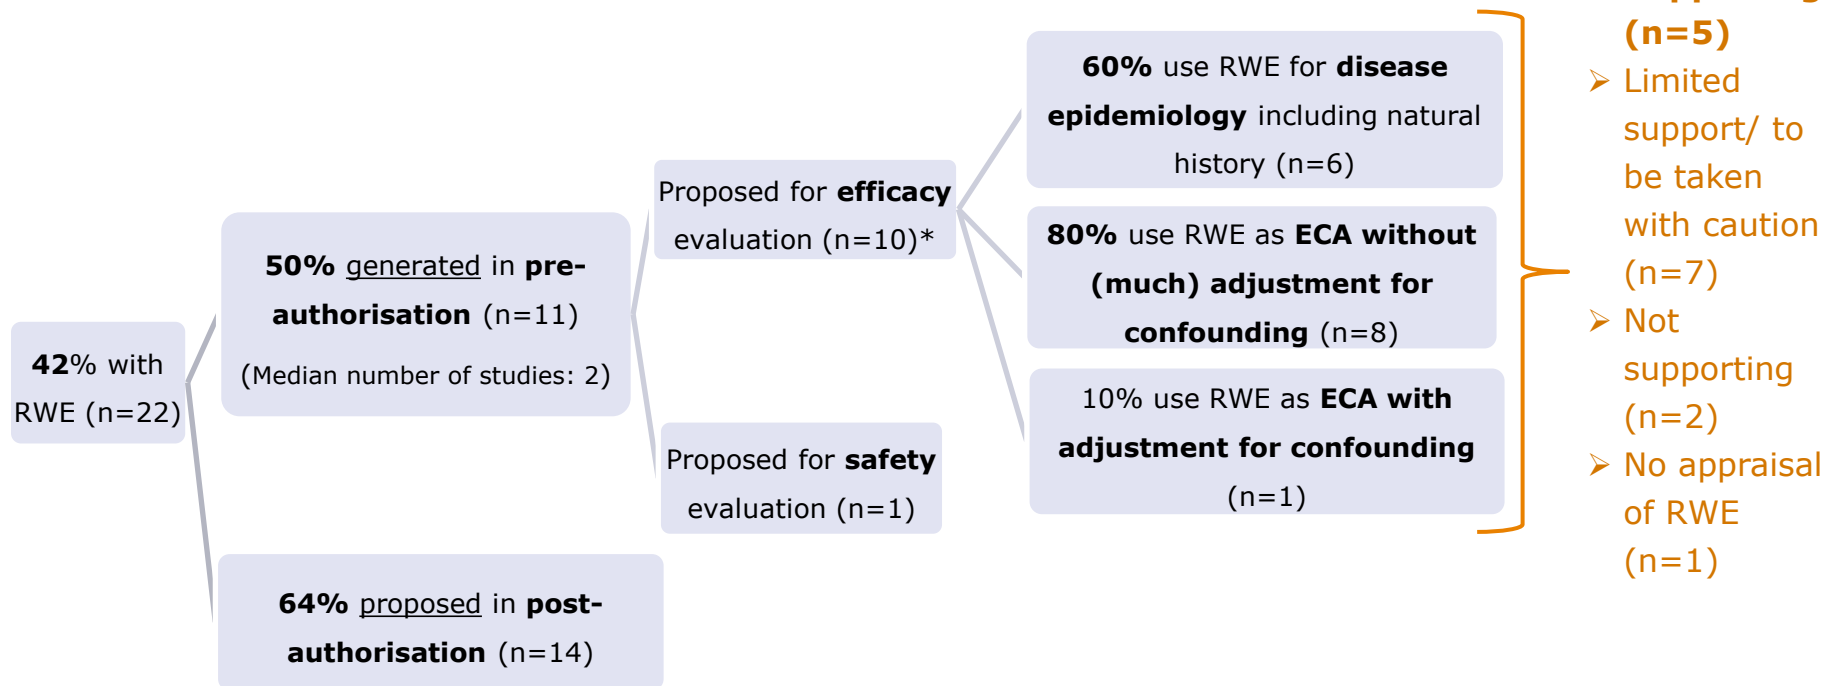 42% with
RWE (n=22)
50% generated in pre-
authorisation (n=11)
(Median number of studies: 2)
64% proposed in post-
authorisation (n=14)
Proposed for efficacy
evaluation (n=10)*
Proposed for safety
evaluation (n=1)
60% use RWE for disease
epidemiology including natural
history (n=6)
80% use RWE as ECA without
(much) adjustment for
confounding (n=8)
10% use RWE as ECA with
adjustment for confounding
(n=1)
(n=5)
➢ Limited
support/ to
be taken
with caution
(n=7)
➢ Not
supporting
(n=2)
➢ No appraisal
of RWE
(n=1)